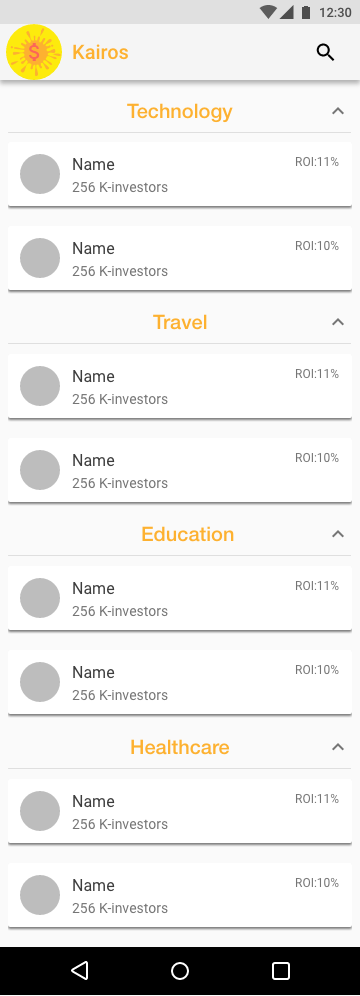 12:30
$
Kairos
Technology
Name
ROI:11%
256 K-investors
Name
ROI:10%
256 K-investors
Travel
Name
ROI:11%
256 K-investors
Name
ROI:10%
256 K-investors
Education
Name
ROI:11%
256 K-investors
Name
ROI:10%
256 K-investors
Healthcare
Name
ROI:11%
256 K-investors
Name
ROI:10%
256 K-investors